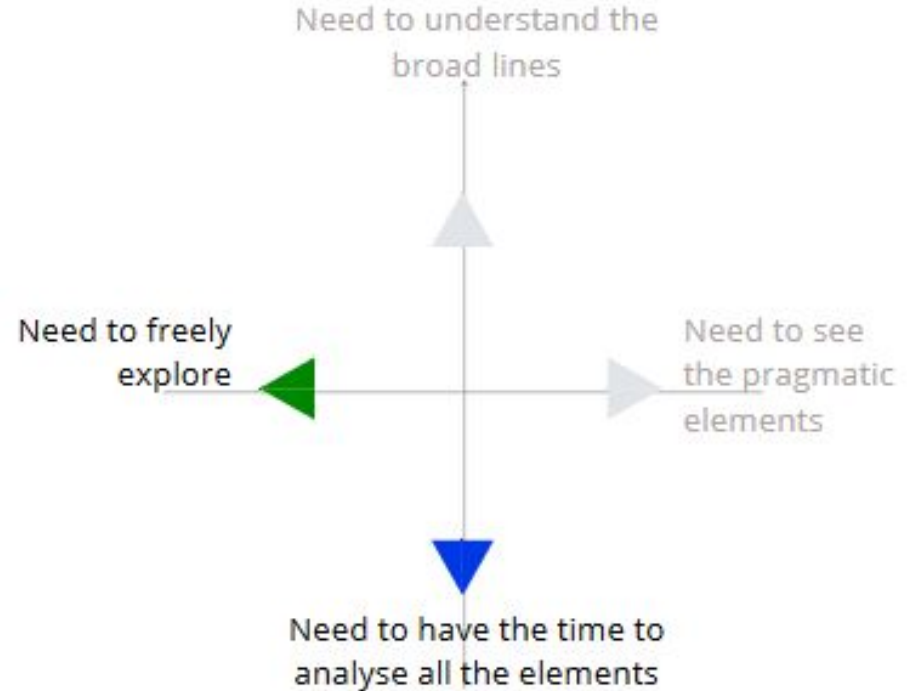 Need to understand the
broad lines
Need to freely
explore
Need to see
the pragmatic
elements
Need to have the time to
analyse all the elements